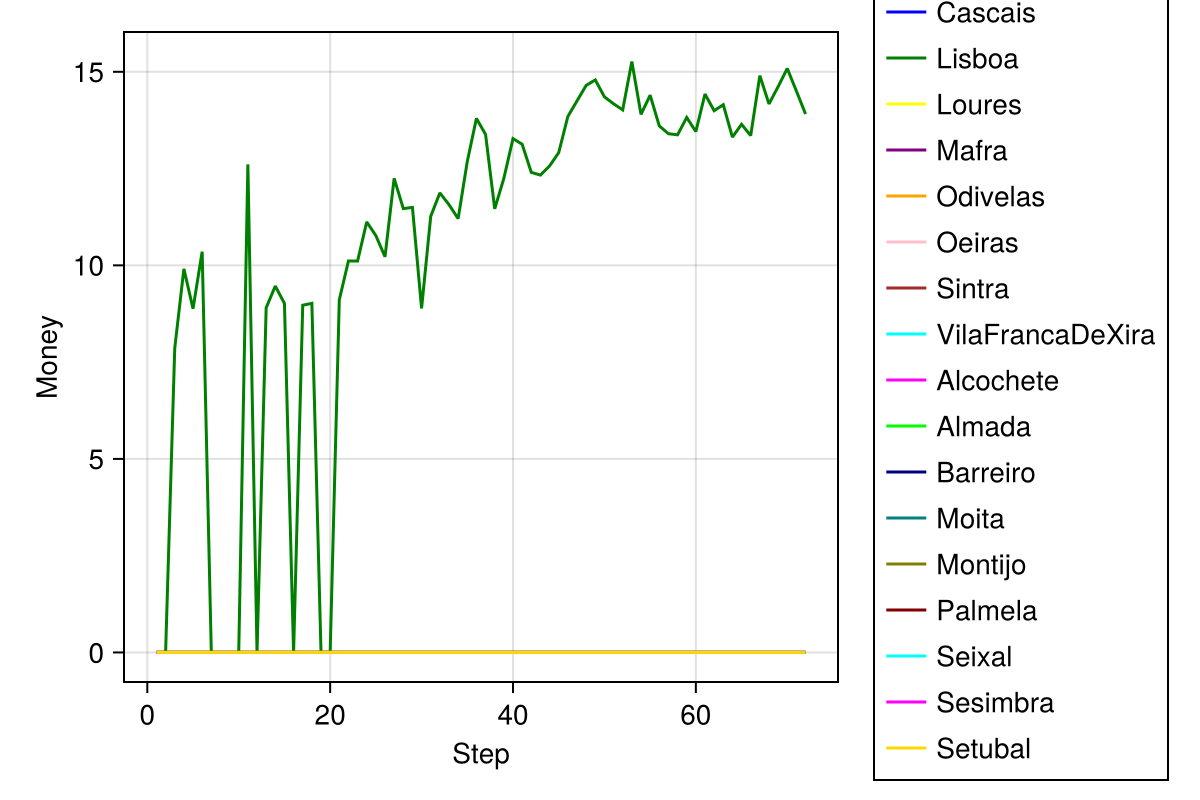 Money
15
10
5
0
0
20
40
60
Step
Cascais
Lisboa
Loures
Mafra
Odivelas
Oeiras
Sintra
VilaFrancaDeXira
Alcochete
Almada
Barreiro
Moita
Montijo
Palmela
Seixal
Sesimbra
Setubal